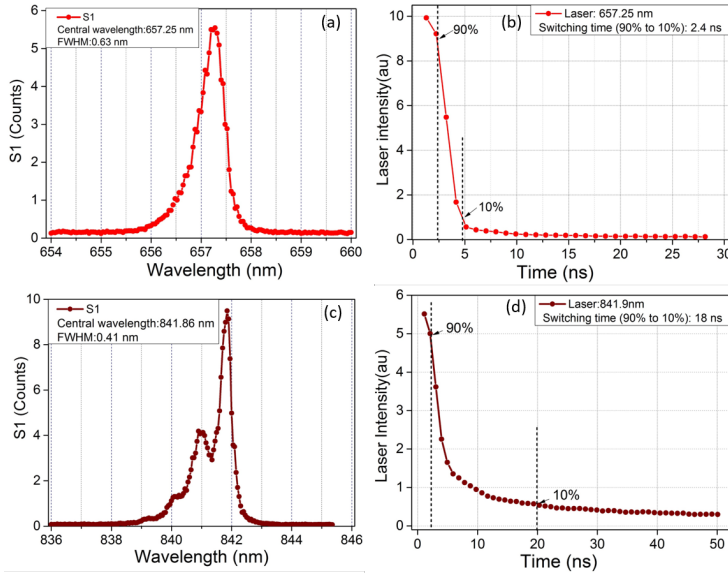 S1
Central wavelength:657.25 nm
FWHM:0.63 nm
(a)
S1 (Counts)
6
5
4
3
2
1
0
654 655 656 657 658 659 660
Wavelength (nm)
(b)
Laser: 657.25 nm
Switching time (90% to 10%): 2.4 ns
90%
10%
Laser intensity(au)
10
8
6
4
2
0
0 5 10 15 20 25 30
Time (ns)
S1
Central wavelength:841.86 nm
FWHM:0.41 nm
(c)
S1 (Counts)
10
8
6
4
2
0
836 838 840 842 844 846
Wavelength (nm)
(d)
Laser:841.9nm
Switching time (90% to 10%): 18 ns
90%
10%
Laser Intensity(au)
6
5
4
3
2
1
0
0 10 20 30 40 50
Time (ns)